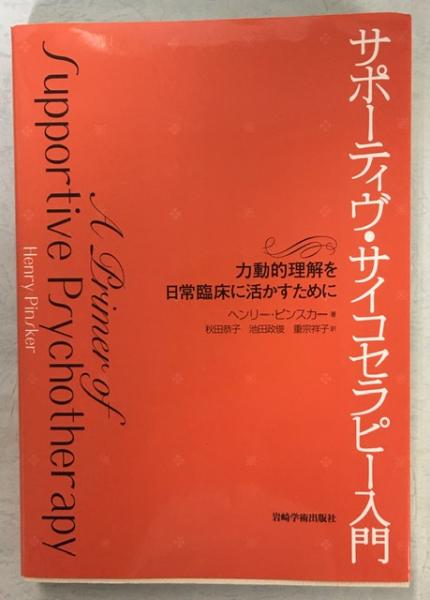 サポーティヴ・サイコセラピー入門
力動的理解を
日常臨床に活かすために
ヘンリー・ピンスカー 著
秋田恭子 池田政俊 重宗祥子 訳
A Primer of
Supportive Psychotherapy
Henry Pinsker
岩崎学術出版社